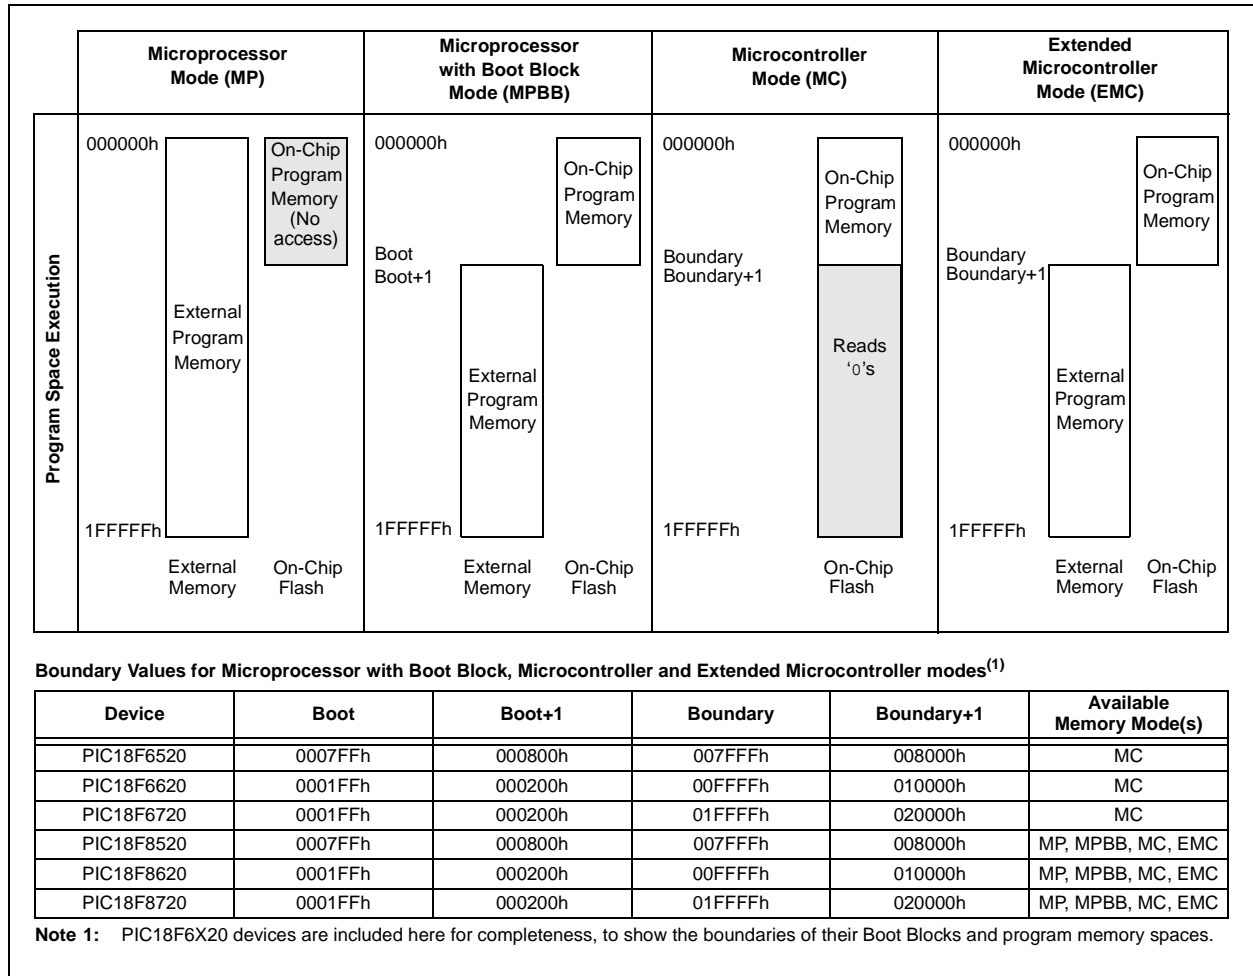 Microprocessor
Mode (MP)
Microprocessor
with Boot Block
Mode (MPBB)
Microcontroller
Mode (MC)
Extended
Microcontroller
Mode (EMC)
Program Space Execution
000000h
External
Program
Memory
1FFFFFh
On-Chip
Program
Memory
(No
access)
External
Memory
On-Chip
Flash
000000h
On-Chip
Program
Memory
Boot
Boot+1
External
Program
Memory
1FFFFFh
External
Memory
On-Chip
Flash
000000h
On-Chip
Program
Memory
Boundary
Boundary+1
Reads
‘0’s
1FFFFFh
On-Chip
Flash
000000h
On-Chip
Program
Memory
Boundary
Boundary+1
External
Program
Memory
1FFFFFh
External
Memory
On-Chip
Flash
Boundary Values for Microprocessor with Boot Block, Microcontroller and Extended Microcontroller modes(1)
Device Boot Boot+1 Boundary Boundary+1 Available Memory Mode(s)
PIC18F6520 0007FFh 000800h 007FFFh 008000h MC
PIC18F6620 0001FFh 000200h 00FFFFh 010000h MC
PIC18F6720 0001FFh 000200h 01FFFFh 020000h MC
PIC18F8520 0007FFh 000800h 007FFFh 008000h MP, MPBB, MC, EMC
PIC18F8620 0001FFh 000200h 00FFFFh 010000h MP, MPBB, MC, EMC
PIC18F8720 0001FFh 000200h 01FFFFh 020000h MP, MPBB, MC, EMC
Note 1: PIC18F6X20 devices are included here for completeness, to show the boundaries of their Boot Blocks and program memory spaces.